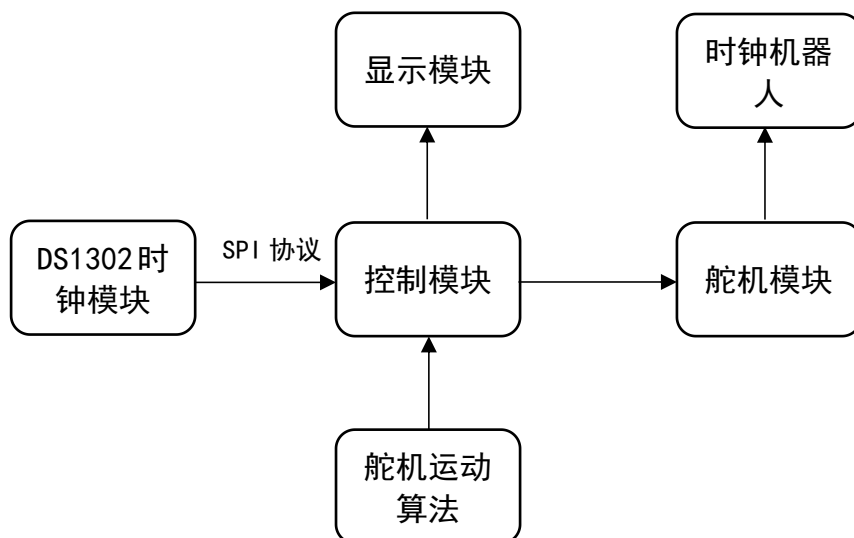 显示模块
时钟机器
人
DS1302时
钟模块
SPI 协议
控制模块
舵机模块
舵机运动
算法